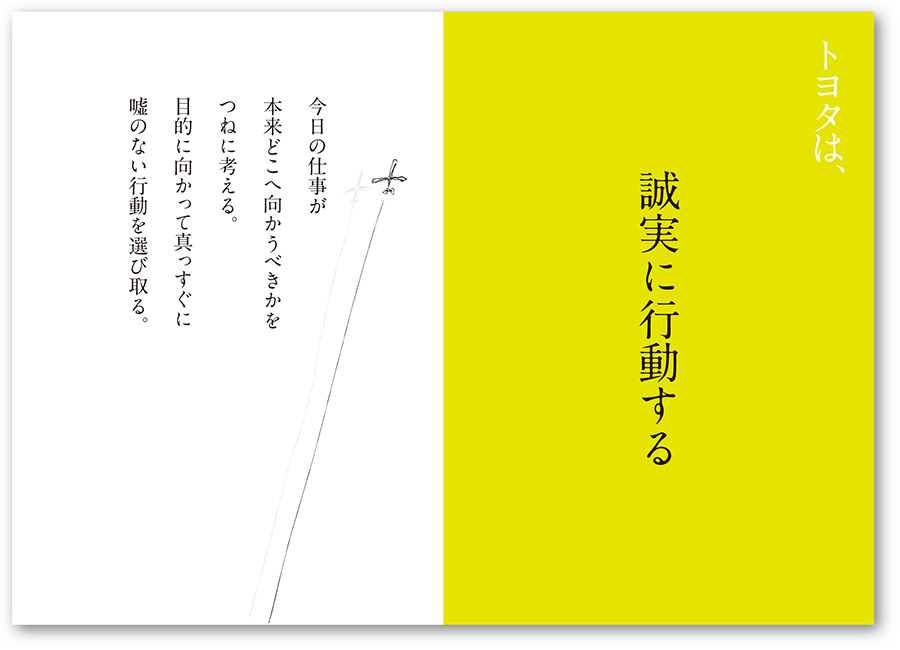 トヨタは、
誠実に行動する
今日の仕事が
本来どこへ向かうべきかを
つねに考える。
目的に向かって真っすぐに
嘘のない行動を選び取る。